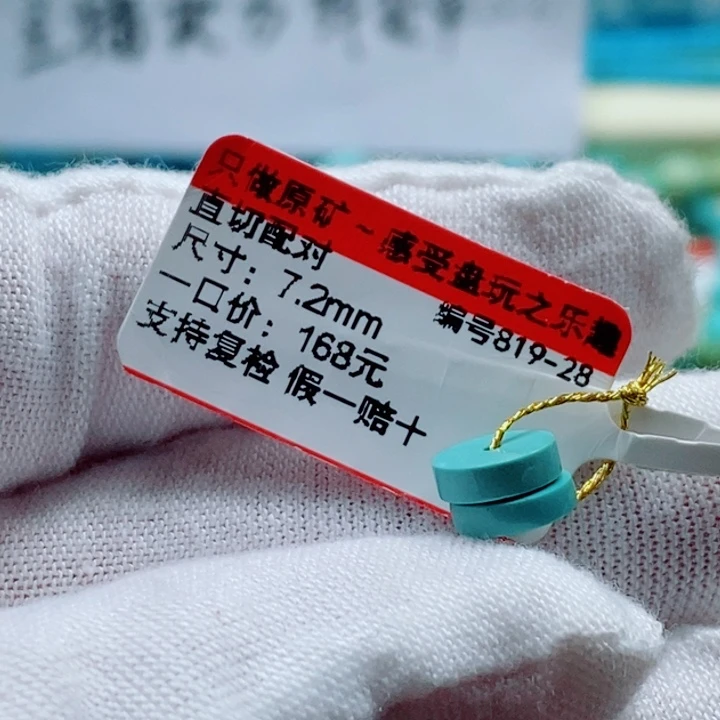 只做原矿~感受盘玩之乐趣
直切配对
尺寸：7.2mm
编号819-28
一口价：168元
支持复检 假一赔十